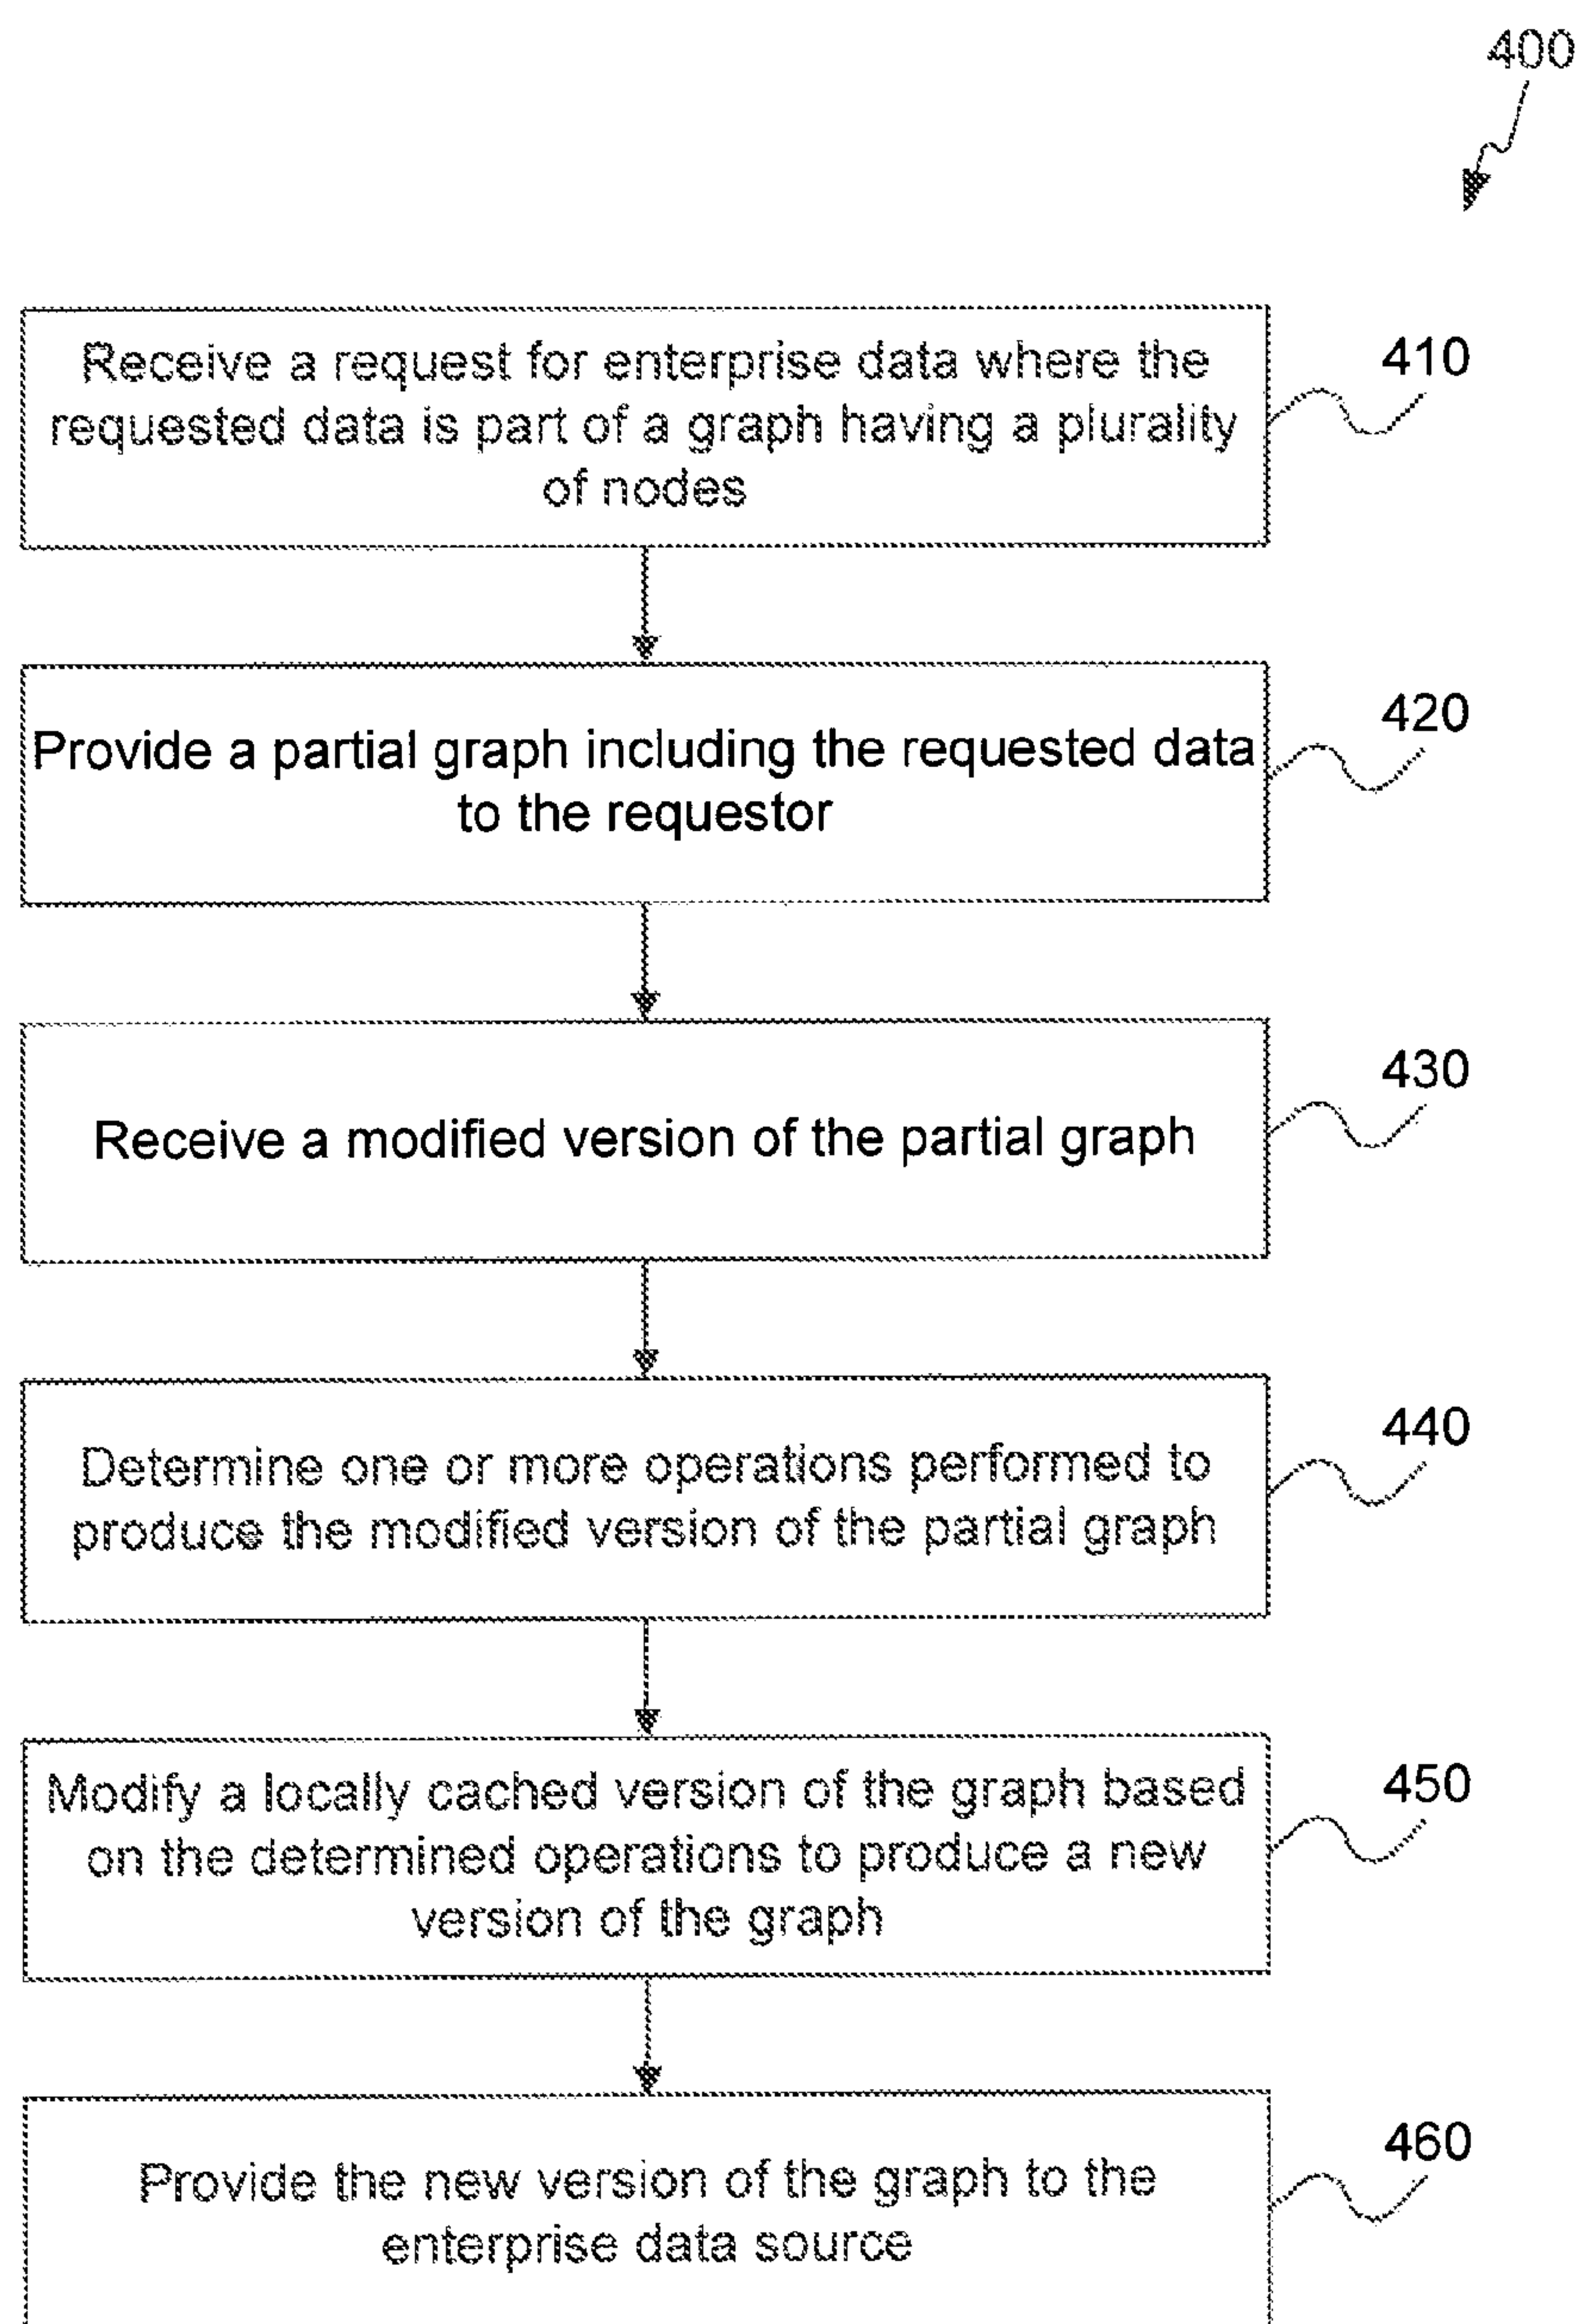 400
Receive a request for enterprise data where the
requested data is part of a graph having a plurality
of nodes
410
Provide a partial graph including the requested data
to the requestor
420
Receive a modified version of the partial graph
430
Determine one or more operations performed to
produce the modified version of the partial graph
440
Modify a locally cached version of the graph based
on the determined operations to produce a new
version of the graph
450
Provide the new version of the graph to the
enterprise data source
460